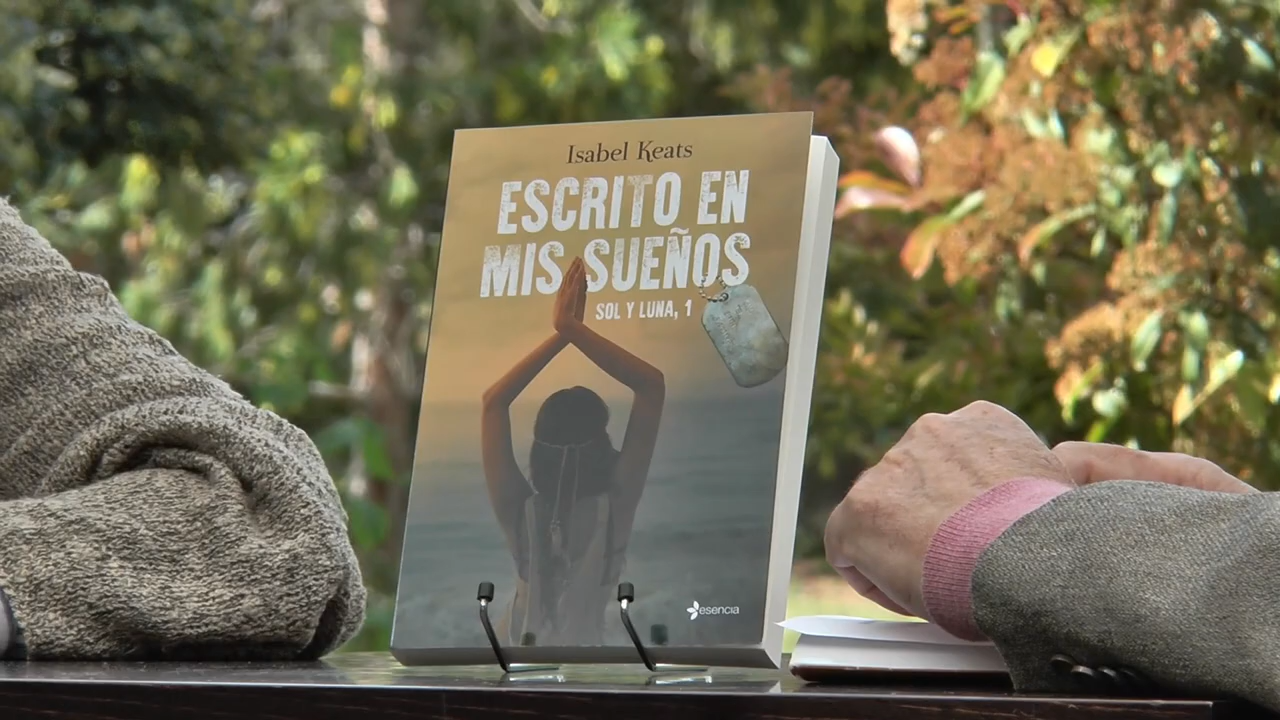 Isabel Keats
ESCRITO EN
MIS SUEÑOS
SOL Y LUNA, 1
esencia